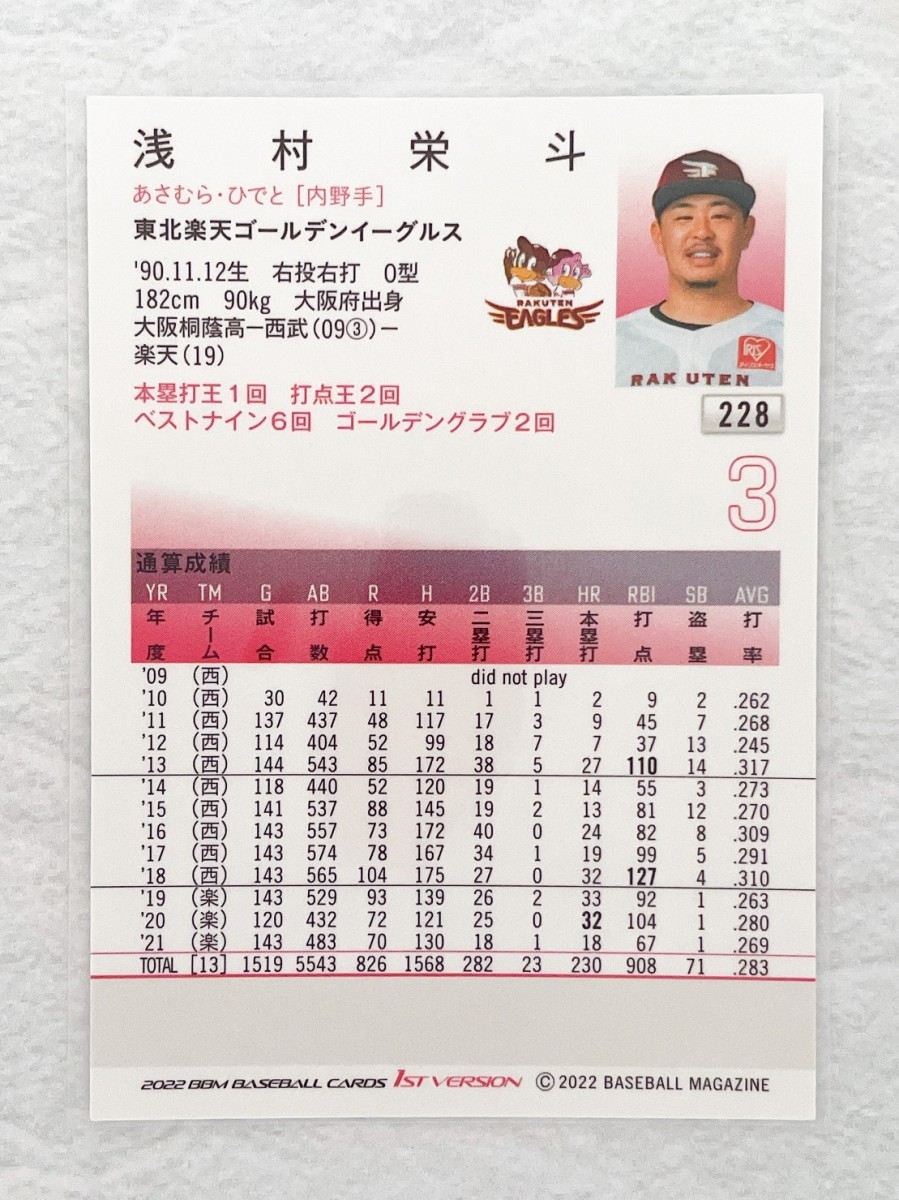 浅村栄斗
あさむら・ひでと［内野手］
東北楽天ゴールデンイーグルス
'90.11.12生　右投右打　O型
182cm　90kg　大阪府出身
大阪桐蔭高ー西武(09③)ー
楽天(19)
本塁打王1回　打点王2回
ベストナイン6回　ゴールデングラブ2回
RAKUTEN
EAGLES
IRIS
アイリスオーヤマ
RAKUTEN
228
3
通算成績
YR TM G AB R H 2B 3B HR RBI SB AVG
年度 チーム 試合 打数 得点 安打 二塁打 三塁打 本塁打 打点 盗塁 打率
'09 (西) did not play
'10 (西) 30 42 11 11 1 1 2 9 2 .262
'11 (西) 137 437 48 117 17 3 9 45 7 .268
'12 (西) 114 404 52 99 18 7 7 37 13 .245
'13 (西) 144 543 85 172 38 5 27 110 14 .317
'14 (西) 118 440 52 120 19 1 14 55 3 .273
'15 (西) 141 537 88 145 19 2 13 81 12 .270
'16 (西) 143 557 73 172 40 0 24 82 8 .309
'17 (西) 143 574 78 167 34 1 19 99 5 .291
'18 (西) 143 565 104 175 27 0 32 127 4 .310
'19 (楽) 143 529 93 139 26 2 33 92 1 .263
'20 (楽) 120 432 72 121 25 0 32 104 1 .280
'21 (楽) 143 483 70 130 18 1 18 67 1 .269
TOTAL [13] 1519 5543 826 1568 282 23 230 908 71 .283
2022 BBM BASEBALL CARDS 1ST VERSION ©2022 BASEBALL MAGAZINE